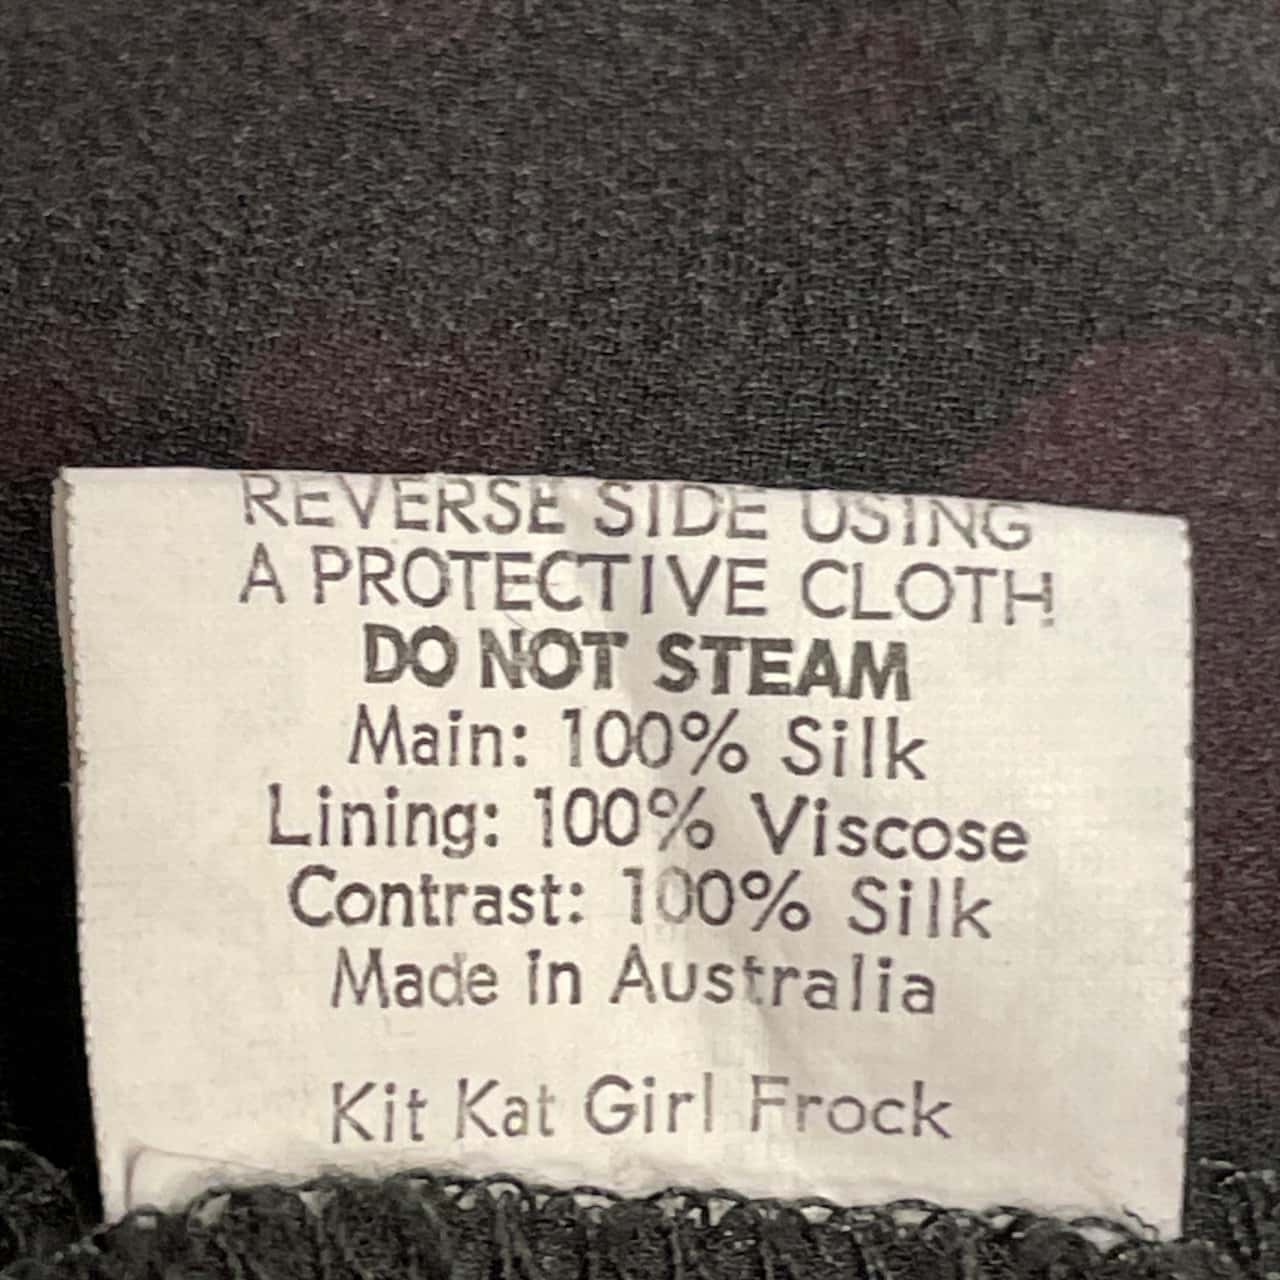 REVERSE SIDE USING
A PROTECTIVE CLOTH
DO NOT STEAM
Main: 100% Silk
Lining: 100% Viscose
Contrast: 100% Silk
Made in Australia
Kit Kat Girl Frock